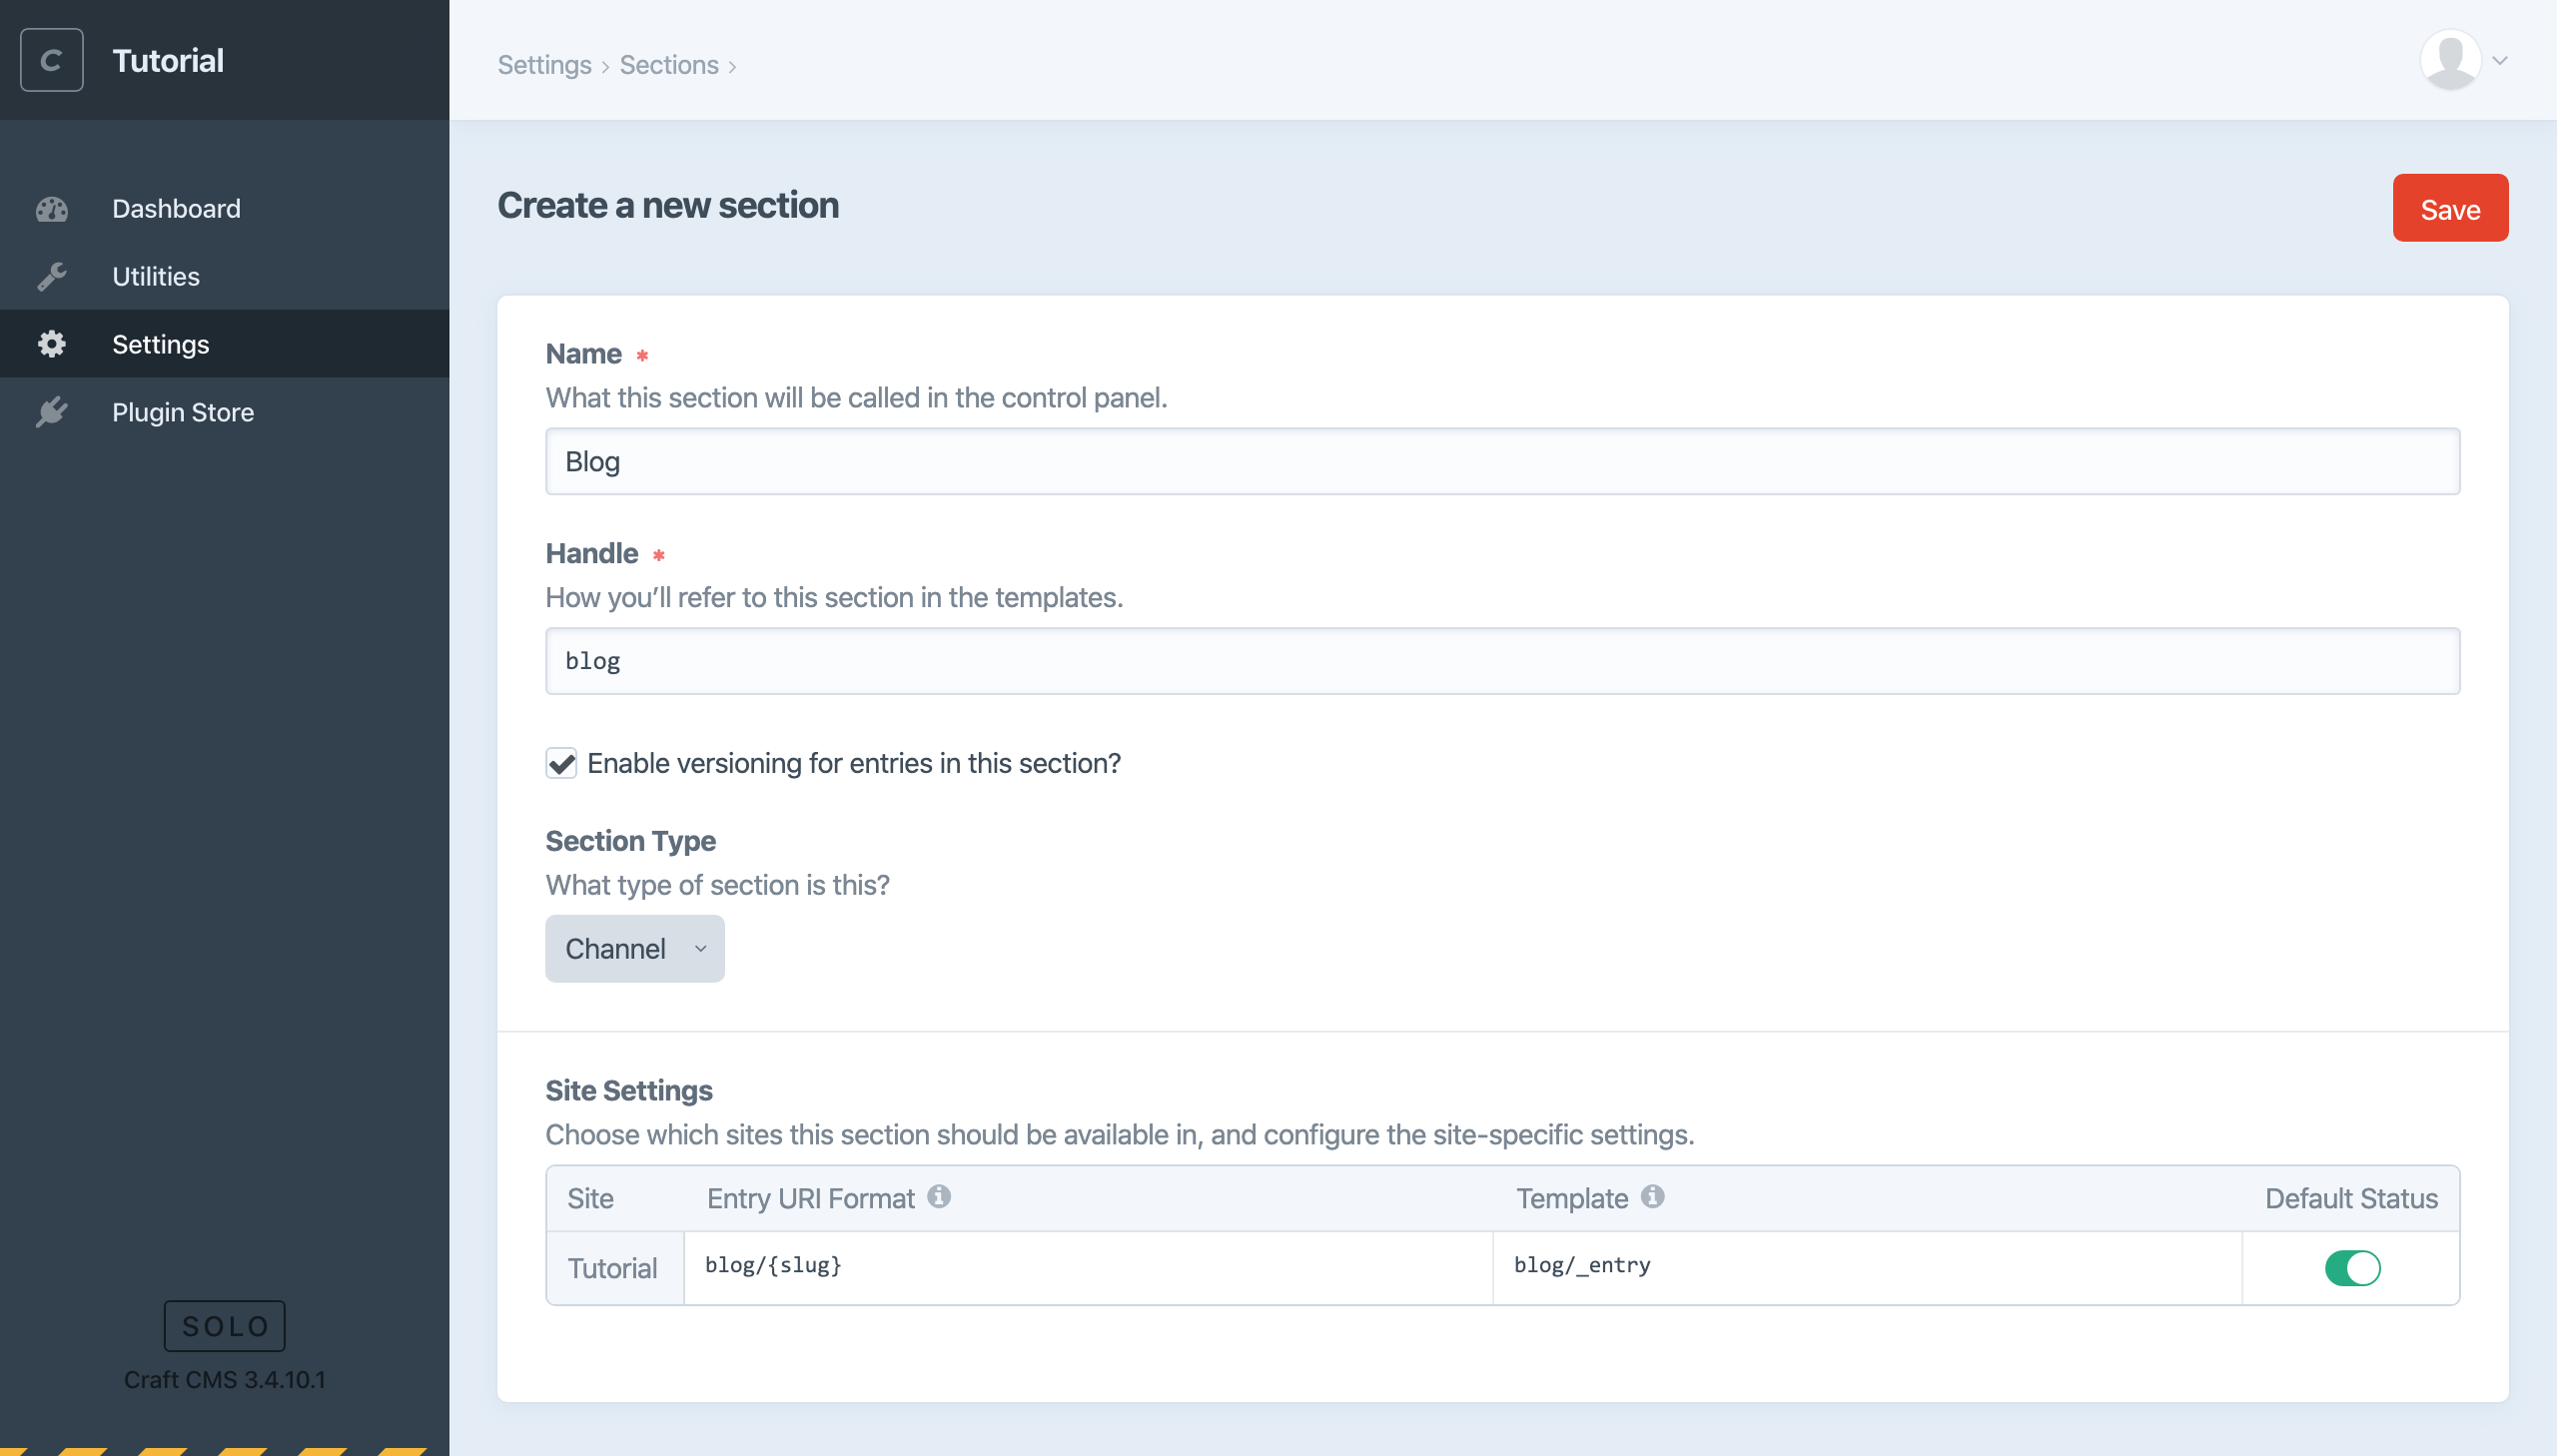 C Tutorial
Settings › Sections ›
Dashboard
Utilities
Settings
Plugin Store
SOLO
Craft CMS 3.4.10.1
Create a new section
Save
Name *
What this section will be called in the control panel.
Blog
Handle *
How you’ll refer to this section in the templates.
blog
Enable versioning for entries in this section?
Section Type
What type of section is this?
Channel
Site Settings
Choose which sites this section should be available in, and configure the site-specific settings.
Site Entry URI Format Template Default Status
Tutorial blog/{slug} blog/_entry